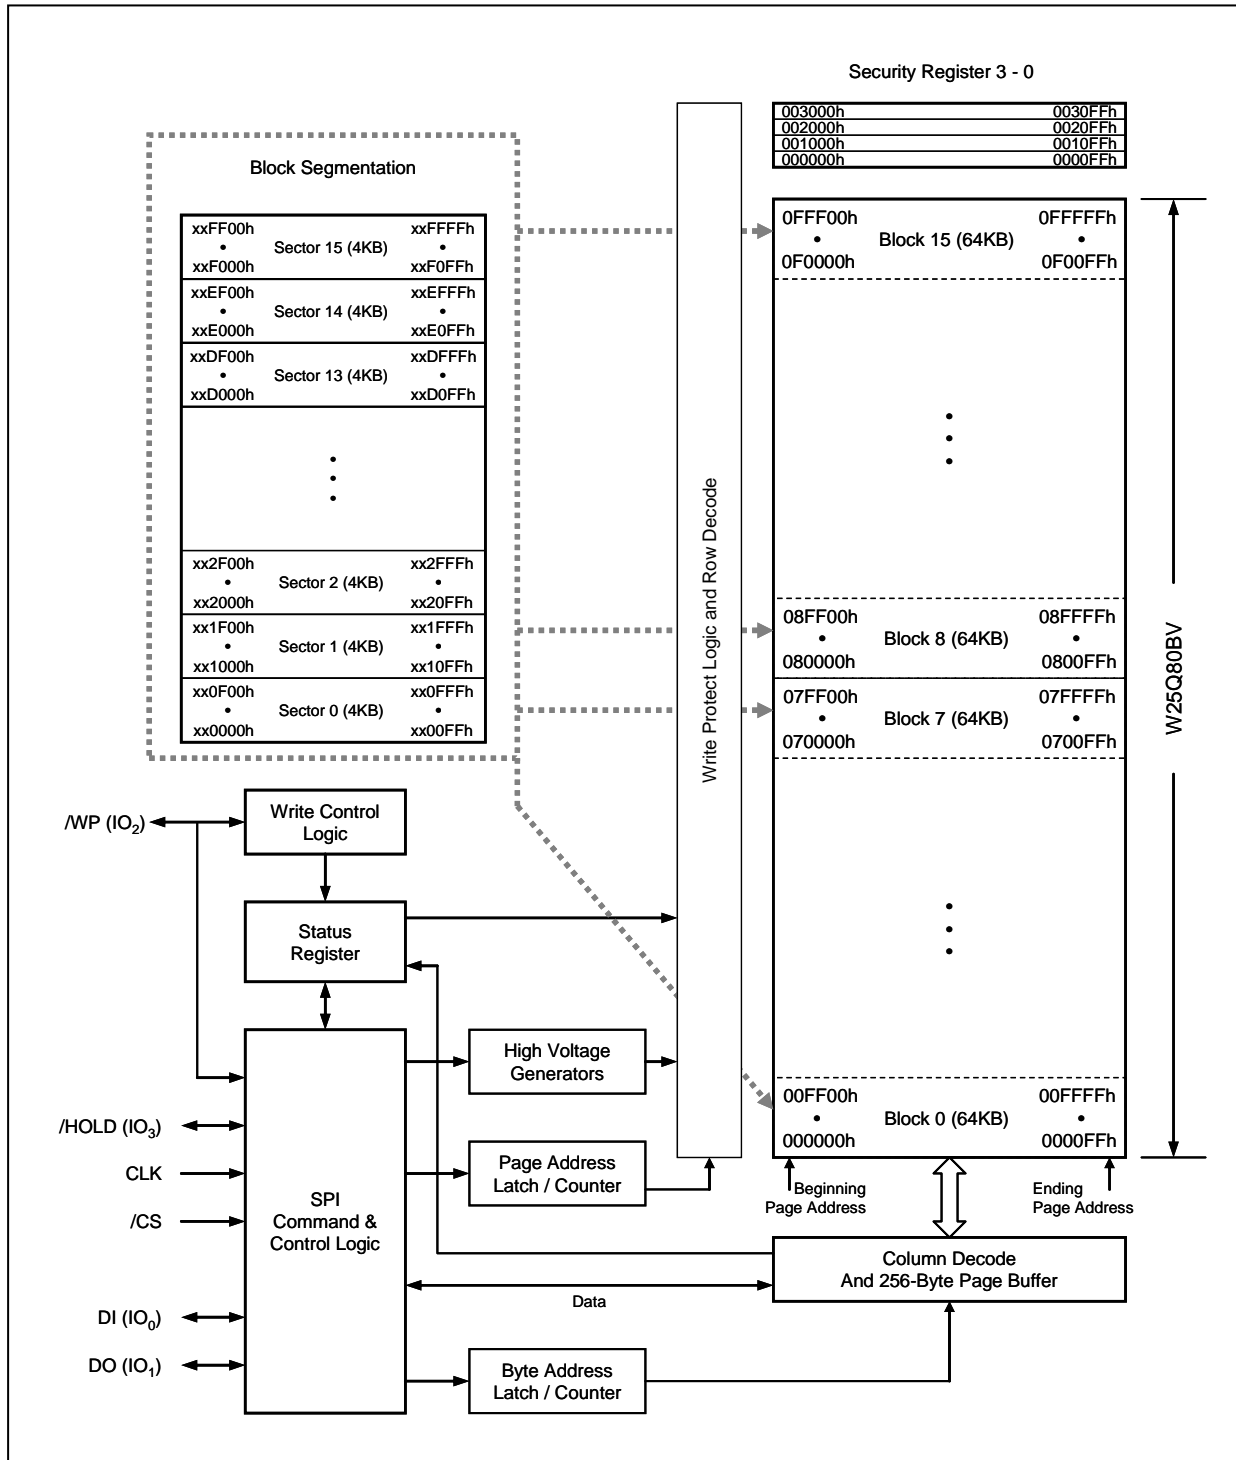 Security Register 3 - 0
003000h 0030FFh
002000h 0020FFh
001000h 0010FFh
000000h 0000FFh
Block Segmentation
xxFF00h xxFFFFh
Sector 15 (4KB)
xxF000h xxF0FFh
xxEF00h xxEFFFh
Sector 14 (4KB)
xxE000h xxE0FFh
xxDF00h xxDFFFh
Sector 13 (4KB)
xxD000h xxD0FFh
xx2F00h xx2FFFh
Sector 2 (4KB)
xx2000h xx20FFh
xx1F00h xx1FFFh
Sector 1 (4KB)
xx1000h xx10FFh
xx0F00h xx0FFFh
Sector 0 (4KB)
xx0000h xx00FFh
Write Protect Logic and Row Decode
0FFF00h 0FFFFFh
Block 15 (64KB)
0F0000h 0F00FFh
08FF00h 08FFFFh
Block 8 (64KB)
080000h 0800FFh
07FF00h 07FFFFh
Block 7 (64KB)
070000h 0700FFh
00FF00h 00FFFFh
Block 0 (64KB)
000000h 0000FFh
W25Q80BV
Beginning
Page Address
Ending
Page Address
/WP (IO2)
Write Control
Logic
Status
Register
High Voltage
Generators
/HOLD (IO3)
CLK
/CS
DI (IO0)
DO (IO1)
SPI
Command &
Control Logic
Page Address
Latch / Counter
Column Decode
And 256-Byte Page Buffer
Data
Byte Address
Latch / Counter